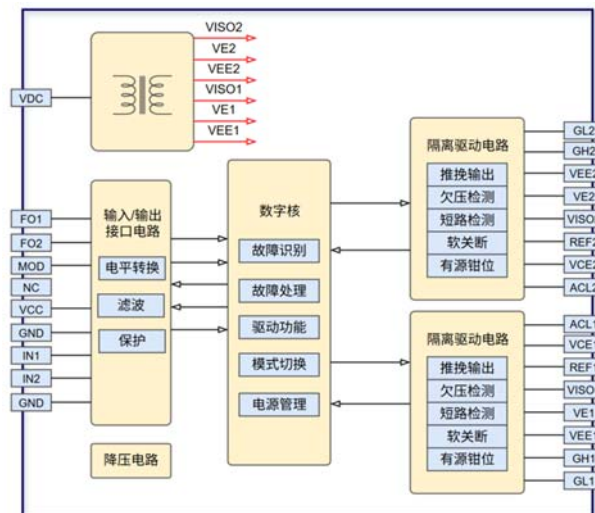 VISO2
VE2
VEE2
VISO1
VE1
VEE1
VDC
FO1
FO2
MOD
NC
VCC
GND
IN1
IN2
GND
输入/输出
接口电路
电平转换
滤波
保护
降压电路
数字核
故障识别
故障处理
驱动功能
模式切换
电源管理
隔离驱动电路
推挽输出
欠压检测
短路检测
软关断
有源钳位
GL2
GH2
VEE2
VE2
VISO
REF2
VCE2
ACL2
隔离驱动电路
推挽输出
欠压检测
短路检测
软关断
有源钳位
ACL1
VCE1
REF1
VISO
VE1
VEE1
GH1
GL1